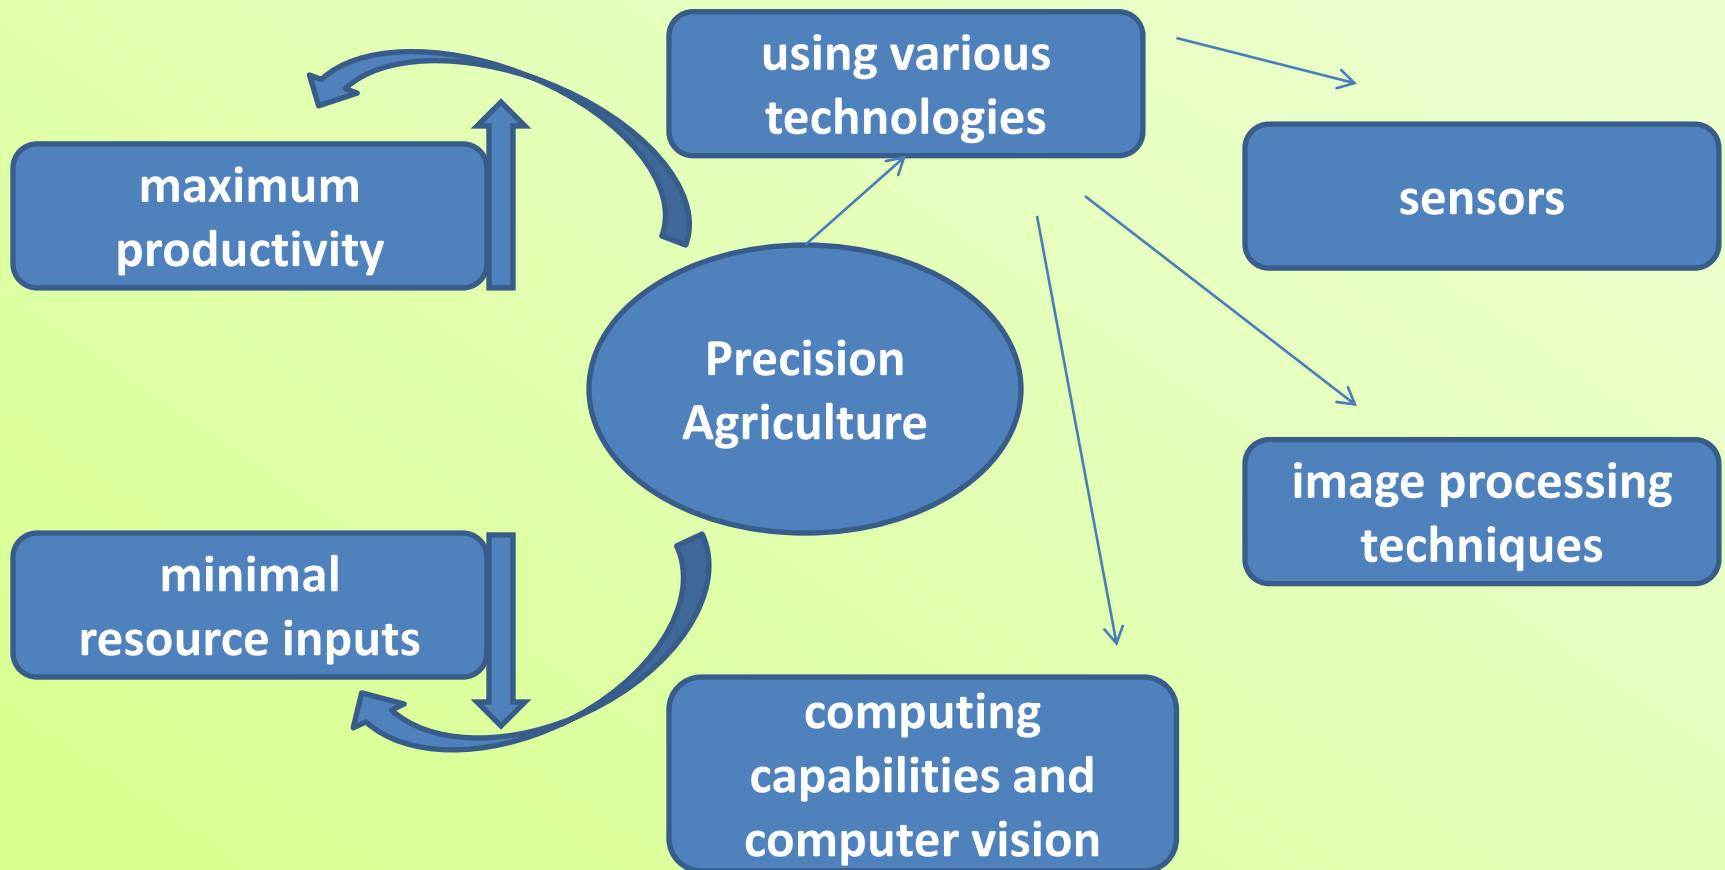 using various
technologies
maximum
productivity
sensors
Precision
Agriculture
image processing
techniques
minimal
resource inputs
computing
capabilities and
computer vision